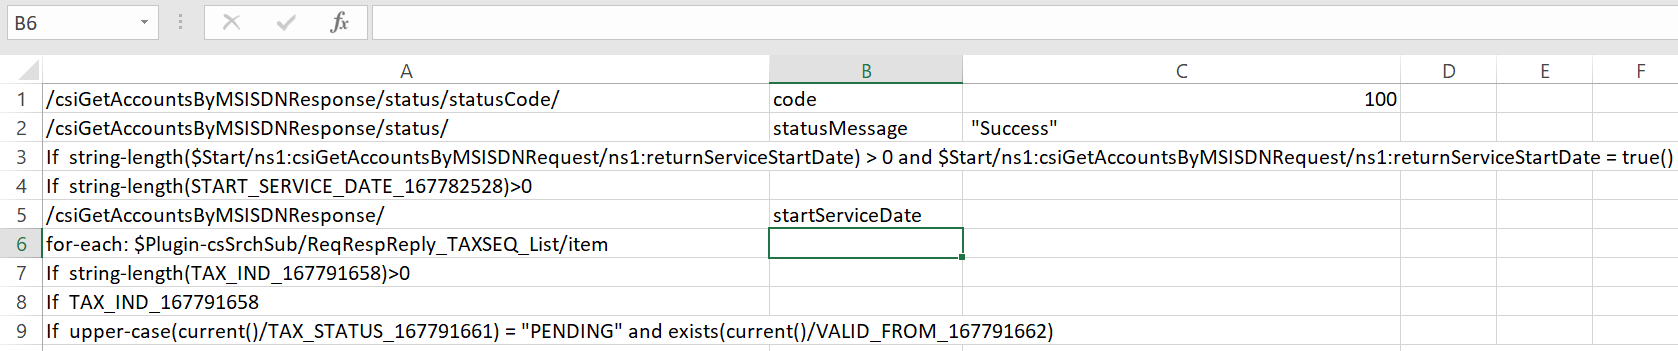 B6 fx
A B C D E F
1 /csiGetAccountsByMSISDNResponse/status/statusCode/ code 100
2 /csiGetAccountsByMSISDNResponse/status/ statusMessage "Success"
3 If string-length($Start/ns1:csiGetAccountsByMSISDNRequest/ns1:returnServiceStartDate) > 0 and $Start/ns1:csiGetAccountsByMSISDNRequest/ns1:returnServiceStartDate = true()
4 If string-length(START_SERVICE_DATE_167782528)>0
5 /csiGetAccountsByMSISDNResponse/ startServiceDate
6 for-each: $Plugin-csSrchSub/ReqRespReply_TAXSEQ_List/item
7 If string-length(TAX_IND_167791658)>0
8 If TAX_IND_167791658
9 If upper-case(current()/TAX_STATUS_167791661) = "PENDING" and exists(current()/VALID_FROM_167791662)